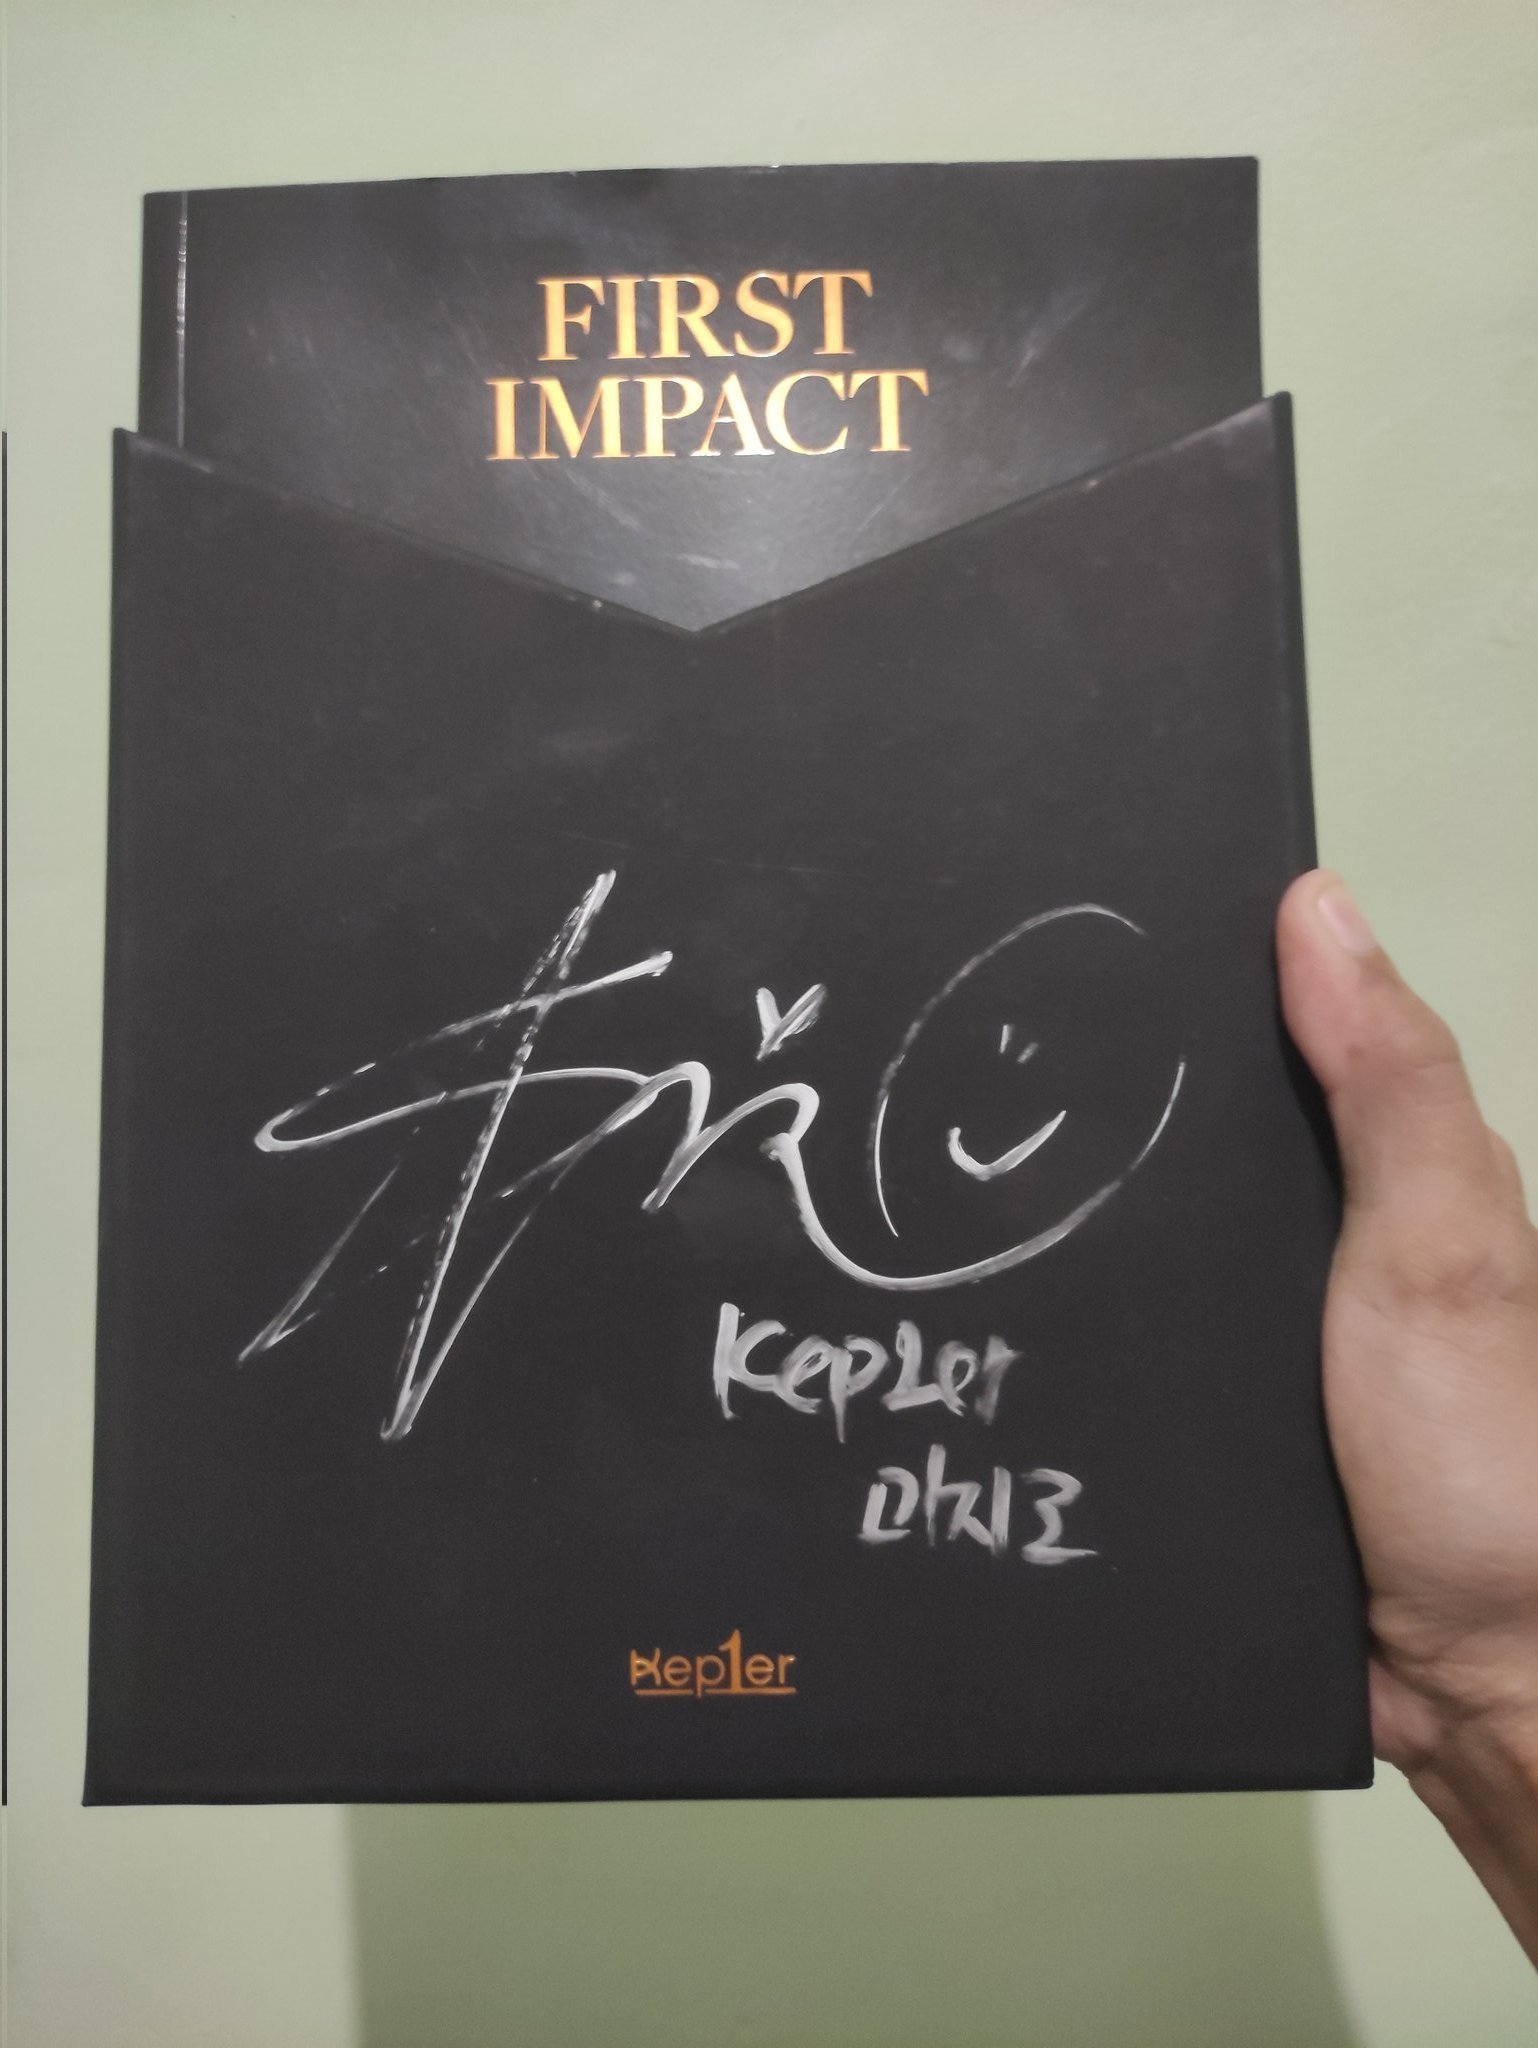 FIRST
IMPACT
Kep1er
마시로
Kep1er